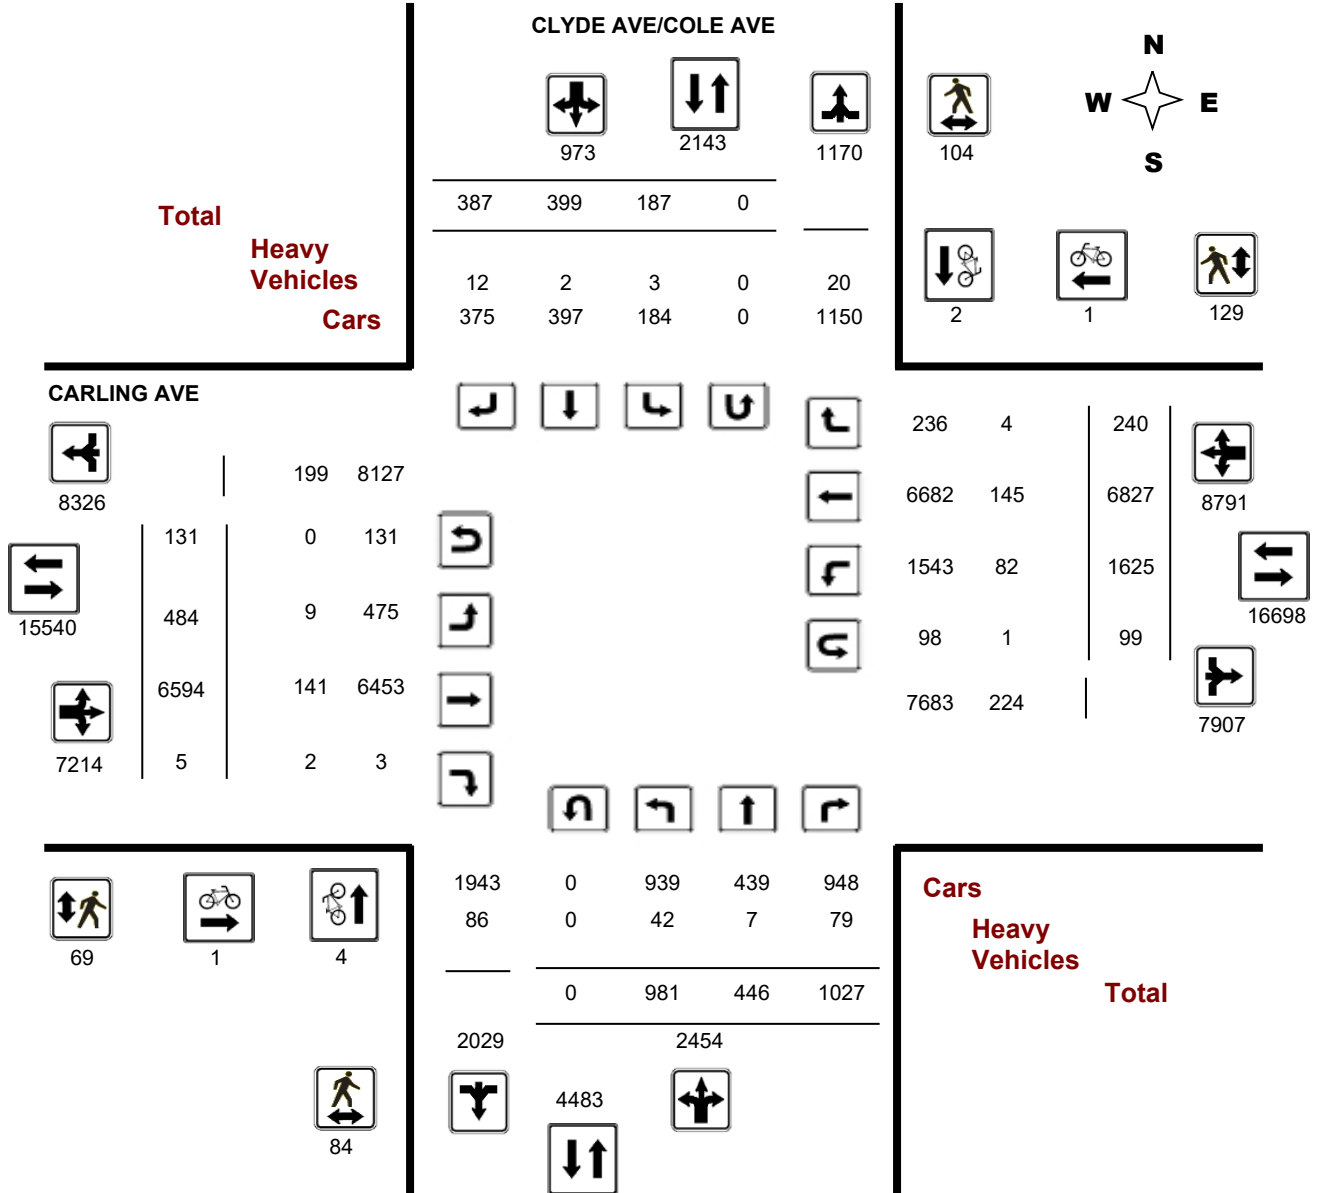 CLYDE AVE/COLE AVE
N
W E
S
973 2143 1170 104
387 399 187 0
Total
Heavy
Vehicles
12 2 3 0 20
Cars
375 397 184 0 1150
2 1 129
CARLING AVE
8326
199 8127
131 0 131
15540
484 9 475
6594 141 6453
7214
5 2 3
236 4 240
6682 145 6827
8791
1543 82 1625
16698
98 1 99
7683 224
7907
69 1 4
1943 0 939 439 948
86 0 42 7 79
0 981 446 1027
2029 2454
4483
84
Cars
Heavy
Vehicles
Total